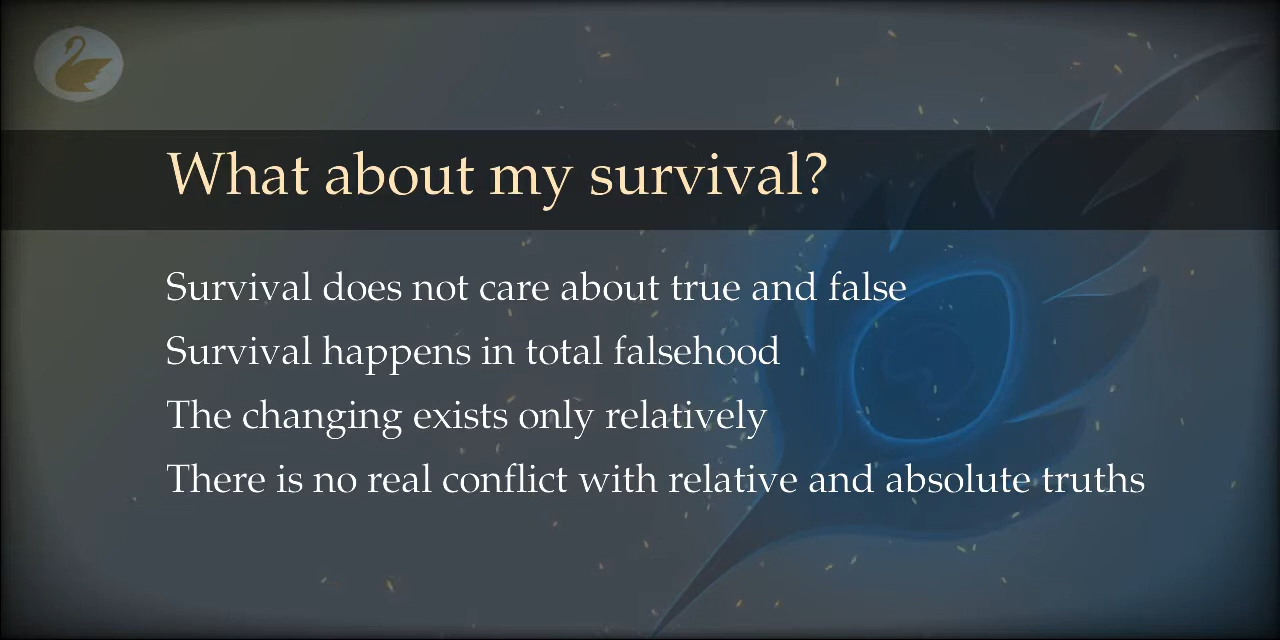 What about my survival?
Survival does not care about true and false
Survival happens in total falsehood
The changing exists only relatively
There is no real conflict with relative and absolute truths